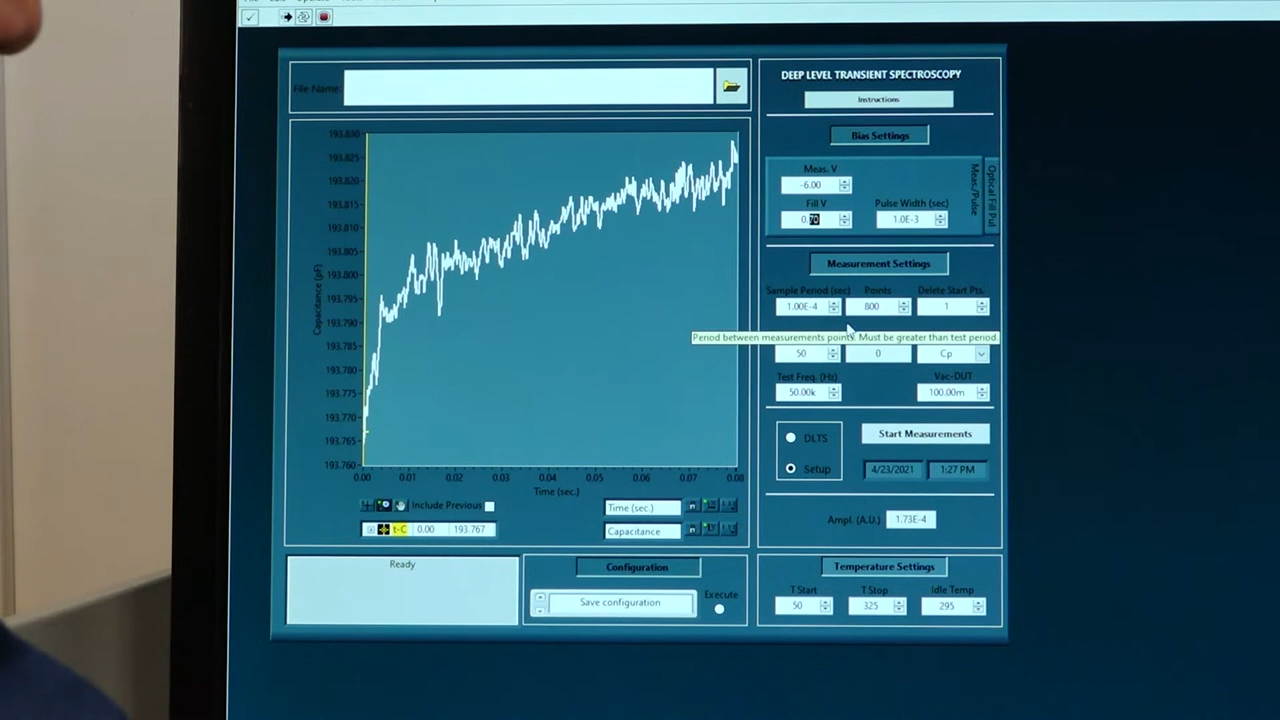 DEEP LEVEL TRANSIENT SPECTROSCOPY
File Name:
Instructions
Bias Settings
Meas. V
-6.00
Fill V
Pulse Width (sec)
0.70
1.0E-3
Meas./Pulse
Optical Fill Pul
Measurement Settings
Sample Period (sec)
Points
Delete Start Pts.
1.00E-4
800
1
Period between measurements points. Must be greater than test period.
50
0
Cp
Test Freq. (Hz)
Vac-DUT
50.00k
100.00m
DLTS
Start Measurements
Setup
4/23/2021
1:27 PM
Ampl. (A.U.)
1.73E-4
193.830
193.825
193.820
193.815
193.810
193.805
193.800
193.795
193.790
193.785
193.780
193.775
193.770
193.765
193.760
Capacitance (pF)
0.00
0.01
0.02
0.03
0.04
0.05
0.06
0.07
0.08
Time (sec.)
Include Previous
Time (sec.)
t-C
0.00
193.767
Capacitance
Ready
Configuration
Save configuration
Execute
Temperature Settings
T Start
T Stop
Idle Temp
50
325
295